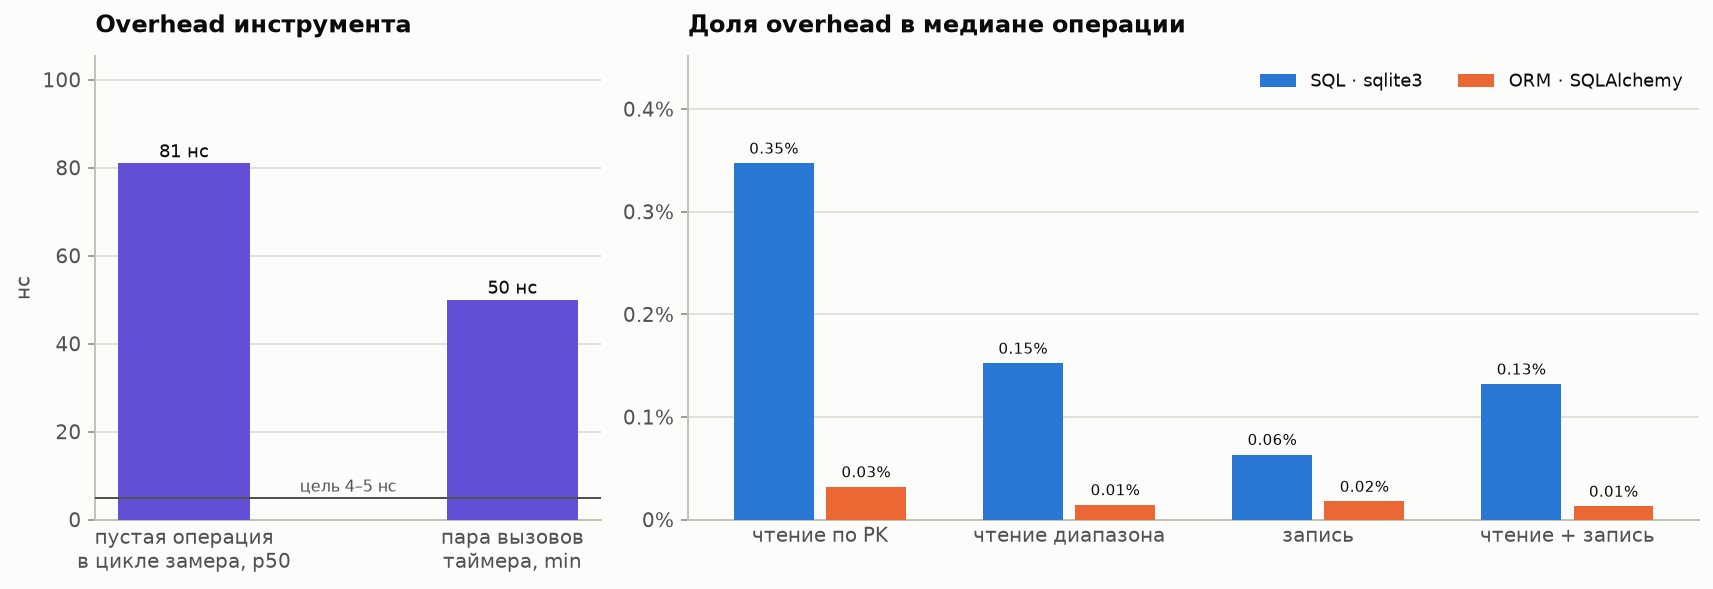 Overhead инструмента
нс
100
80
60
40
20
0
81 нс
50 нс
цель 4–5 нс
пустая операция
в цикле замера, p50
пара вызовов
таймера, min
Доля overhead в медиане операции
SQL · sqlite3
ORM · SQLAlchemy
0.4%
0.3%
0.2%
0.1%
0%
0.35%
0.03%
0.15%
0.01%
0.06%
0.02%
0.13%
0.01%
чтение по PK
чтение диапазона
запись
чтение + запись